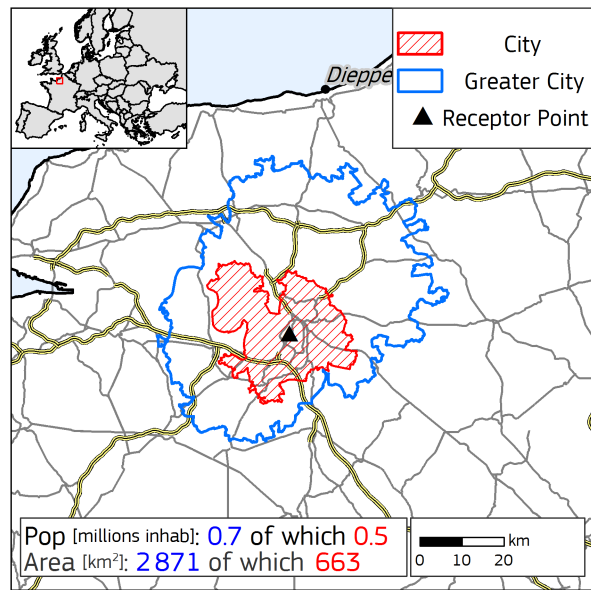 City
Greater City
Receptor Point
Dieppe
Pop [millions inhab]: 0.7 of which 0.5
Area [km²]: 2 871 of which 663
km
0 10 20